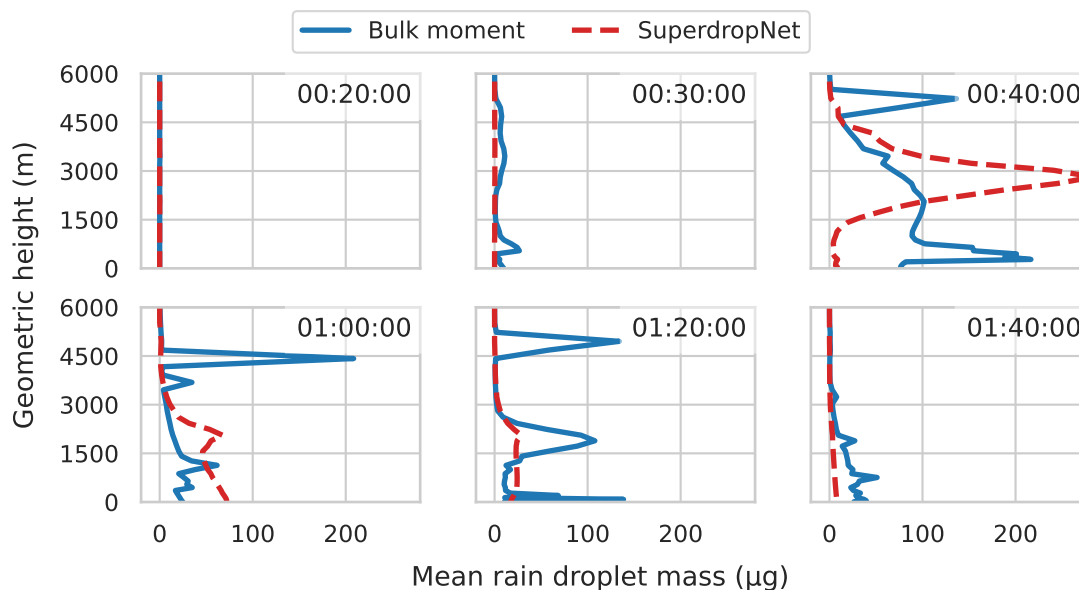 Bulk moment SuperdropNet
6000 00:20:00 00:30:00 00:40:00
4500
3000
1500
0
6000 01:00:00 01:20:00 01:40:00
4500
3000
1500
0
0 100 200 0 100 200 0 100 200
Geometric height (m)
Mean rain droplet mass (μg)